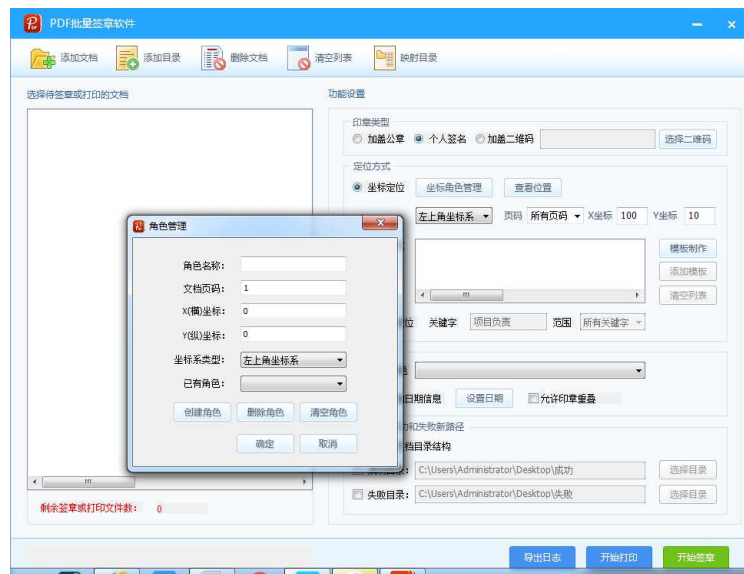 PDF批量签章软件
添加文档 添加目录 删除文档 清空列表 映射目录
选择待签章或打印的文档 功能设置
印章类型
加盖公章 个人签名 加盖二维码 选择二维码
定位方式
坐标定位 坐标角色管理 查看位置
左上角坐标系 页码 所有页码 X坐标 100 Y坐标 10
角色管理
模板制作
角色名称: 添加模板
文档页码: 1 清空列表
X(横)坐标: 0
位 关键字 项目负责 范围 所有关键字
Y(纵)坐标: 0
坐标系类型: 左上角坐标系
已有角色:
日期信息 设置日期 允许印章重叠
创建角色 删除角色 清空角色
和失败新路径
确定 取消
档目录结构
C:\Users\Administrator\Desktop\成功 选择目录
失败目录: C:\Users\Administrator\Desktop\失败 选择目录
剩余签章或打印文件数: 0
导出日志 开始打印 开始签章